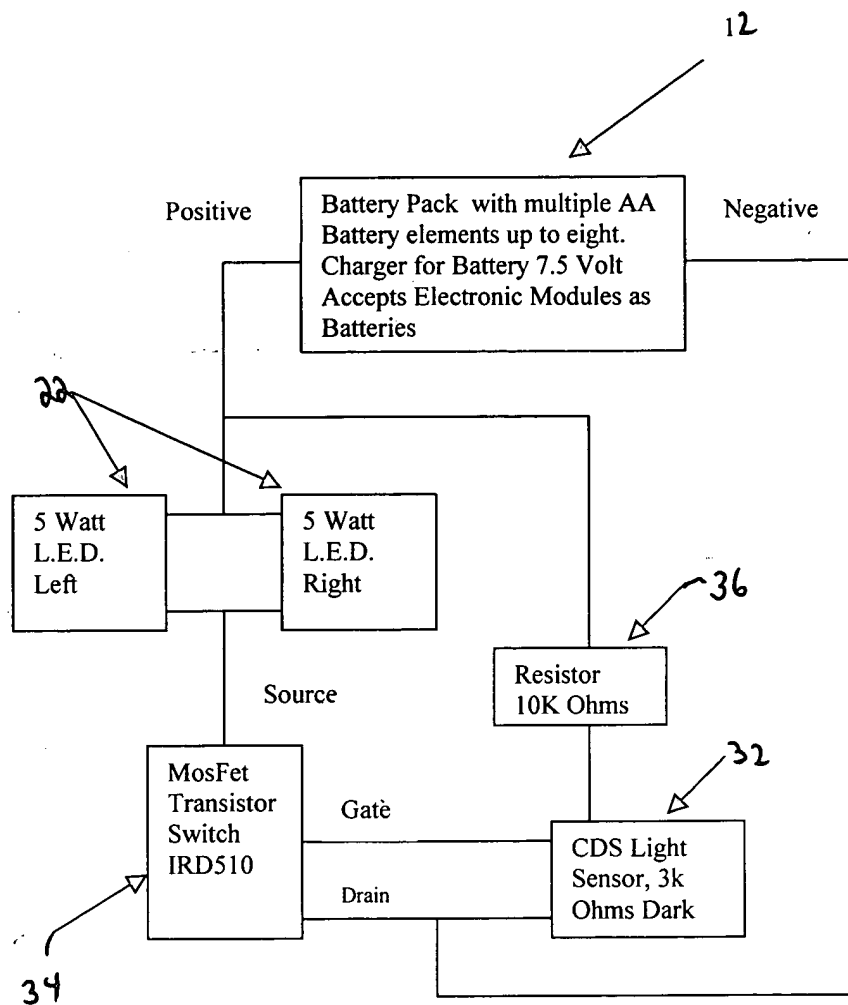 12
Positive
Battery Pack with multiple AA
Battery elements up to eight.
Charger for Battery 7.5 Volt
Accepts Electronic Modules as
Batteries
Negative
22
5 Watt
L.E.D.
Left
5 Watt
L.E.D.
Right
36
Resistor
10K Ohms
Source
32
MosFet
Transistor
Switch
IRD510
Gate
Drain
CDS Light
Sensor, 3k
Ohms Dark
34